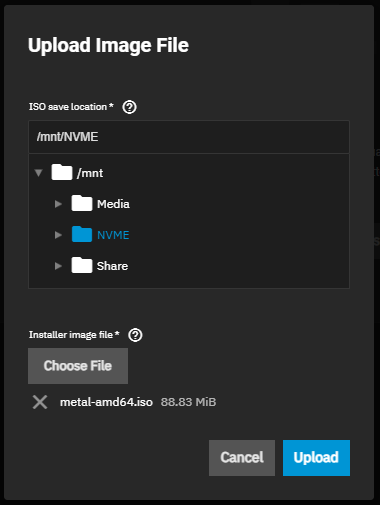 Upload Image File
ISO save location *
/mnt/NVME
/mnt
Media
NVME
Share
Installer image file *
Choose File
metal-amd64.iso 88.83 MiB
Cancel Upload